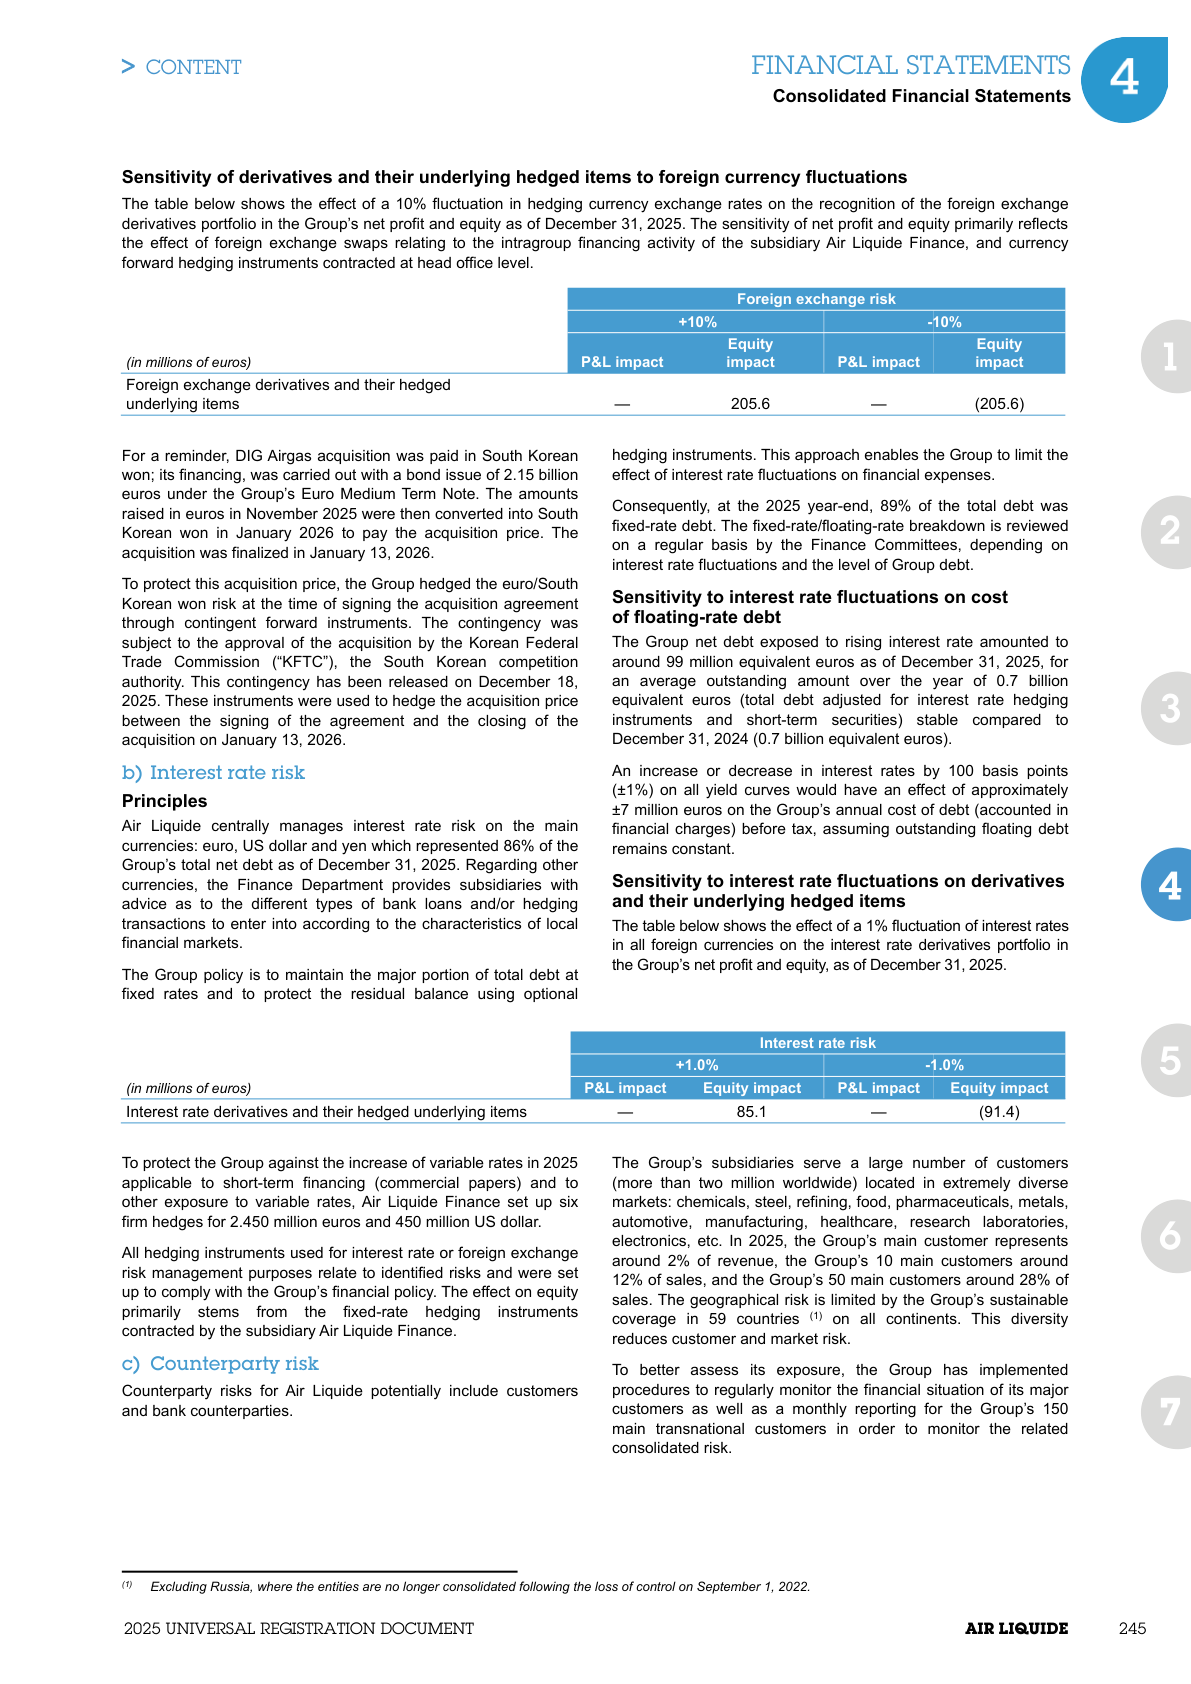 > CONTENT
FINANCIAL STATEMENTS
Consolidated Financial Statements
4
Sensitivity of derivatives and their underlying hedged items to foreign currency fluctuations
The table below shows the effect of a 10% fluctuation in hedging currency exchange rates on the recognition of the foreign exchange
derivatives portfolio in the Group's net profit and equity as of December 31, 2025. The sensitivity of net profit and equity primarily reflects
the effect of foreign exchange swaps relating to the intragroup financing activity of the subsidiary Air Liquide Finance, and currency
forward hedging instruments contracted at head office level.
Foreign exchange risk
+10% -10%
(in millions of euros) P&L impact Equity impact P&L impact Equity impact
Foreign exchange derivatives and their hedged
underlying items — 205.6 — (205.6)
For a reminder, DIG Airgas acquisition was paid in South Korean
won; its financing, was carried out with a bond issue of 2.15 billion
euros under the Group's Euro Medium Term Note. The amounts
raised in euros in November 2025 were then converted into South
Korean won in January 2026 to pay the acquisition price. The
acquisition was finalized in January 13, 2026.
To protect this acquisition price, the Group hedged the euro/South
Korean won risk at the time of signing the acquisition agreement
through contingent forward instruments. The contingency was
subject to the approval of the acquisition by the Korean Federal
Trade Commission (“KFTC”), the South Korean competition
authority. This contingency has been released on December 18,
2025. These instruments were used to hedge the acquisition price
between the signing of the agreement and the closing of the
acquisition on January 13, 2026.
b) Interest rate risk
Principles
Air Liquide centrally manages interest rate risk on the main
currencies: euro, US dollar and yen which represented 86% of the
Group's total net debt as of December 31, 2025. Regarding other
currencies, the Finance Department provides subsidiaries with
advice as to the different types of bank loans and/or hedging
transactions to enter into according to the characteristics of local
financial markets.
The Group policy is to maintain the major portion of total debt at
fixed rates and to protect the residual balance using optional
hedging instruments. This approach enables the Group to limit the
effect of interest rate fluctuations on financial expenses.
Consequently, at the 2025 year-end, 89% of the total debt was
fixed-rate debt. The fixed-rate/floating-rate breakdown is reviewed
on a regular basis by the Finance Committees, depending on
interest rate fluctuations and the level of Group debt.
Sensitivity to interest rate fluctuations on cost
of floating-rate debt
The Group net debt exposed to rising interest rate amounted to
around 99 million equivalent euros as of December 31, 2025, for
an average outstanding amount over the year of 0.7 billion
equivalent euros (total debt adjusted for interest rate hedging
instruments and short-term securities) stable compared to
December 31, 2024 (0.7 billion equivalent euros).
An increase or decrease in interest rates by 100 basis points
(±1%) on all yield curves would have an effect of approximately
±7 million euros on the Group's annual cost of debt (accounted in
financial charges) before tax, assuming outstanding floating debt
remains constant.
Sensitivity to interest rate fluctuations on derivatives
and their underlying hedged items
The table below shows the effect of a 1% fluctuation of interest rates
in all foreign currencies on the interest rate derivatives portfolio in
the Group's net profit and equity, as of December 31, 2025.
Interest rate risk
+1.0% -1.0%
(in millions of euros) P&L impact Equity impact P&L impact Equity impact
Interest rate derivatives and their hedged underlying items — 85.1 — (91.4)
To protect the Group against the increase of variable rates in 2025
applicable to short-term financing (commercial papers) and to
other exposure to variable rates, Air Liquide Finance set up six
firm hedges for 2.450 million euros and 450 million US dollar.
All hedging instruments used for interest rate or foreign exchange
risk management purposes relate to identified risks and were set
up to comply with the Group's financial policy. The effect on equity
primarily stems from the fixed-rate hedging instruments
contracted by the subsidiary Air Liquide Finance.
c) Counterparty risk
Counterparty risks for Air Liquide potentially include customers
and bank counterparties.
The Group's subsidiaries serve a large number of customers
(more than two million worldwide) located in extremely diverse
markets: chemicals, steel, refining, food, pharmaceuticals, metals,
automotive, manufacturing, healthcare, research laboratories,
electronics, etc. In 2025, the Group's main customer represents
around 2% of revenue, the Group's 10 main customers around
12% of sales, and the Group's 50 main customers around 28% of
sales. The geographical risk is limited by the Group's sustainable
coverage in 59 countries (1) on all continents. This diversity
reduces customer and market risk.
To better assess its exposure, the Group has implemented
procedures to regularly monitor the financial situation of its major
customers as well as a monthly reporting for the Group's 150
main transnational customers in order to monitor the related
consolidated risk.
1
2
3
4
5
6
7
(1) Excluding Russia, where the entities are no longer consolidated following the loss of control on September 1, 2022.
2025 UNIVERSAL REGISTRATION DOCUMENT
AIR LIQUIDE 245